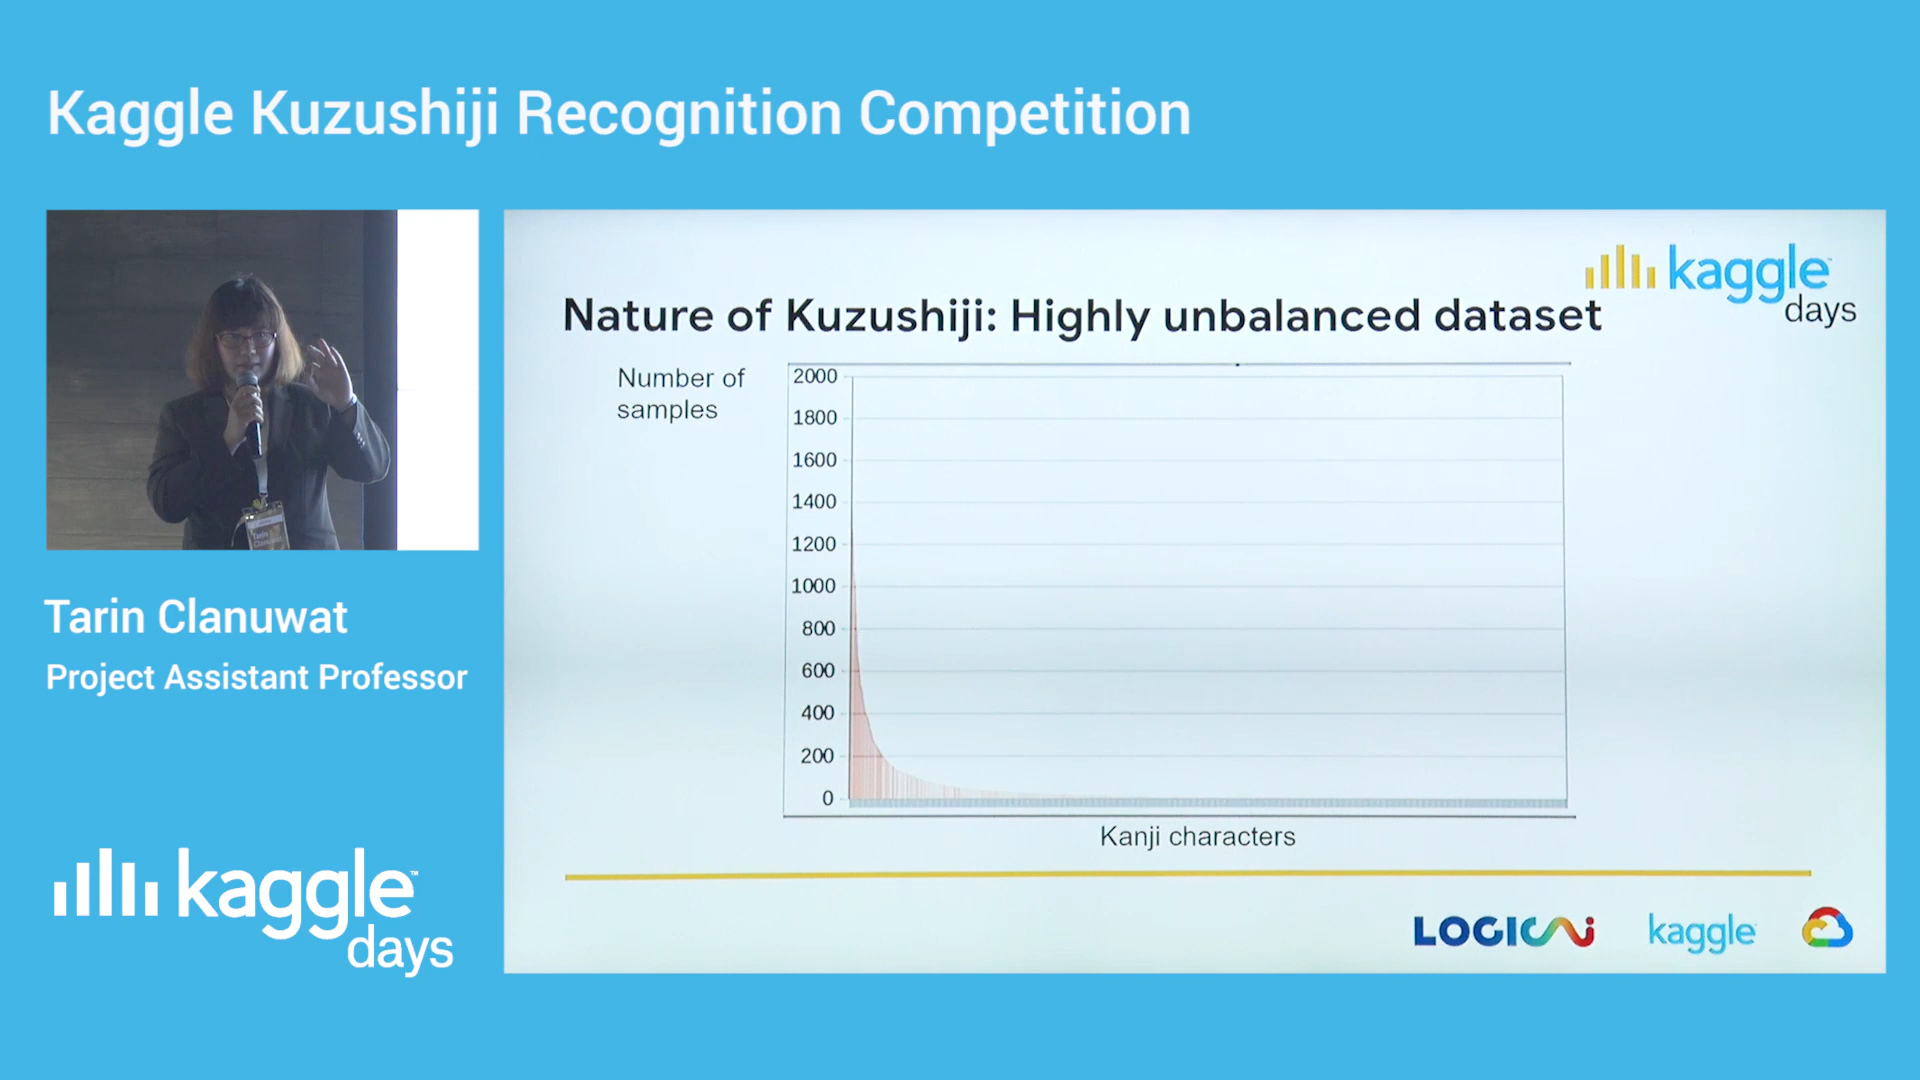 Kaggle Kuzushiji Recognition Competition
Tarin Clanuwat
Project Assistant Professor
kaggle
days
kaggle
days
Nature of Kuzushiji: Highly unbalanced dataset
Number of
samples
2000
1800
1600
1400
1200
1000
800
600
400
200
0
Kanji characters
LOGICAI
kaggle